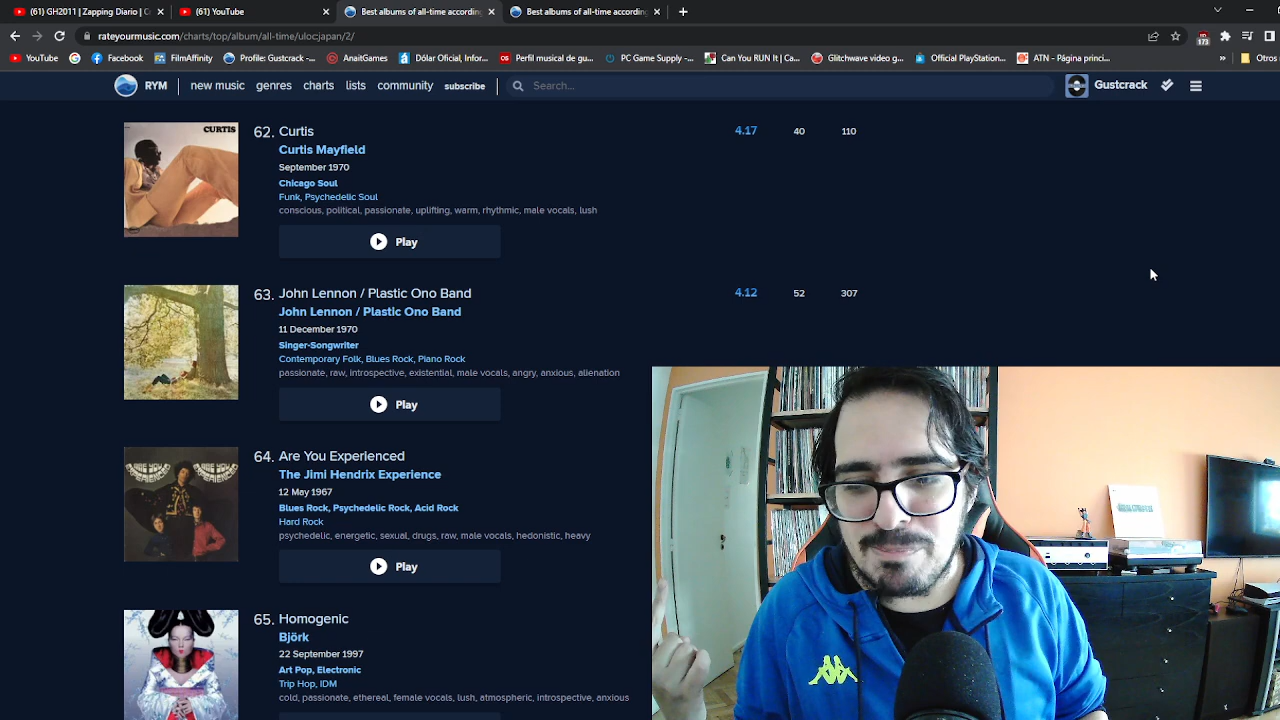 (61) GH2011 | Zapping Diario | Co
(61) YouTube
Best albums of all-time according
Best albums of all-time according
rateyourmusic.com/charts/top/album/all-time/ulocjapan/2/
173
YouTube
Facebook
FilmAffinity
Profile: Gustcrack -...
AnaitGames
Dólar Oficial, Infor...
Perfil musical de gu...
PC Game Supply -...
Can You RUN It | Ca...
Glitchwave video g...
Official PlayStation...
ATN - Página princi...
»
Otros
RYM
new music
genres
charts
lists
community
subscribe
Search...
Gustcrack
CURTIS
62. Curtis
4.17 40 110
Curtis Mayfield
September 1970
Chicago Soul
Funk, Psychedelic Soul
conscious, political, passionate, uplifting, warm, rhythmic, male vocals, lush
Play
63. John Lennon / Plastic Ono Band
4.12 52 307
John Lennon / Plastic Ono Band
11 December 1970
Singer-Songwriter
Contemporary Folk, Blues Rock, Piano Rock
passionate, raw, introspective, existential, male vocals, angry, anxious, alienation
Play
64. Are You Experienced
The Jimi Hendrix Experience
12 May 1967
Blues Rock, Psychedelic Rock, Acid Rock
Hard Rock
psychedelic, energetic, sexual, drugs, raw, male vocals, hedonistic, heavy
Play
65. Homogenic
Björk
22 September 1997
Art Pop, Electronic
Trip Hop, IDM
cold, passionate, ethereal, female vocals, lush, atmospheric, introspective, anxious